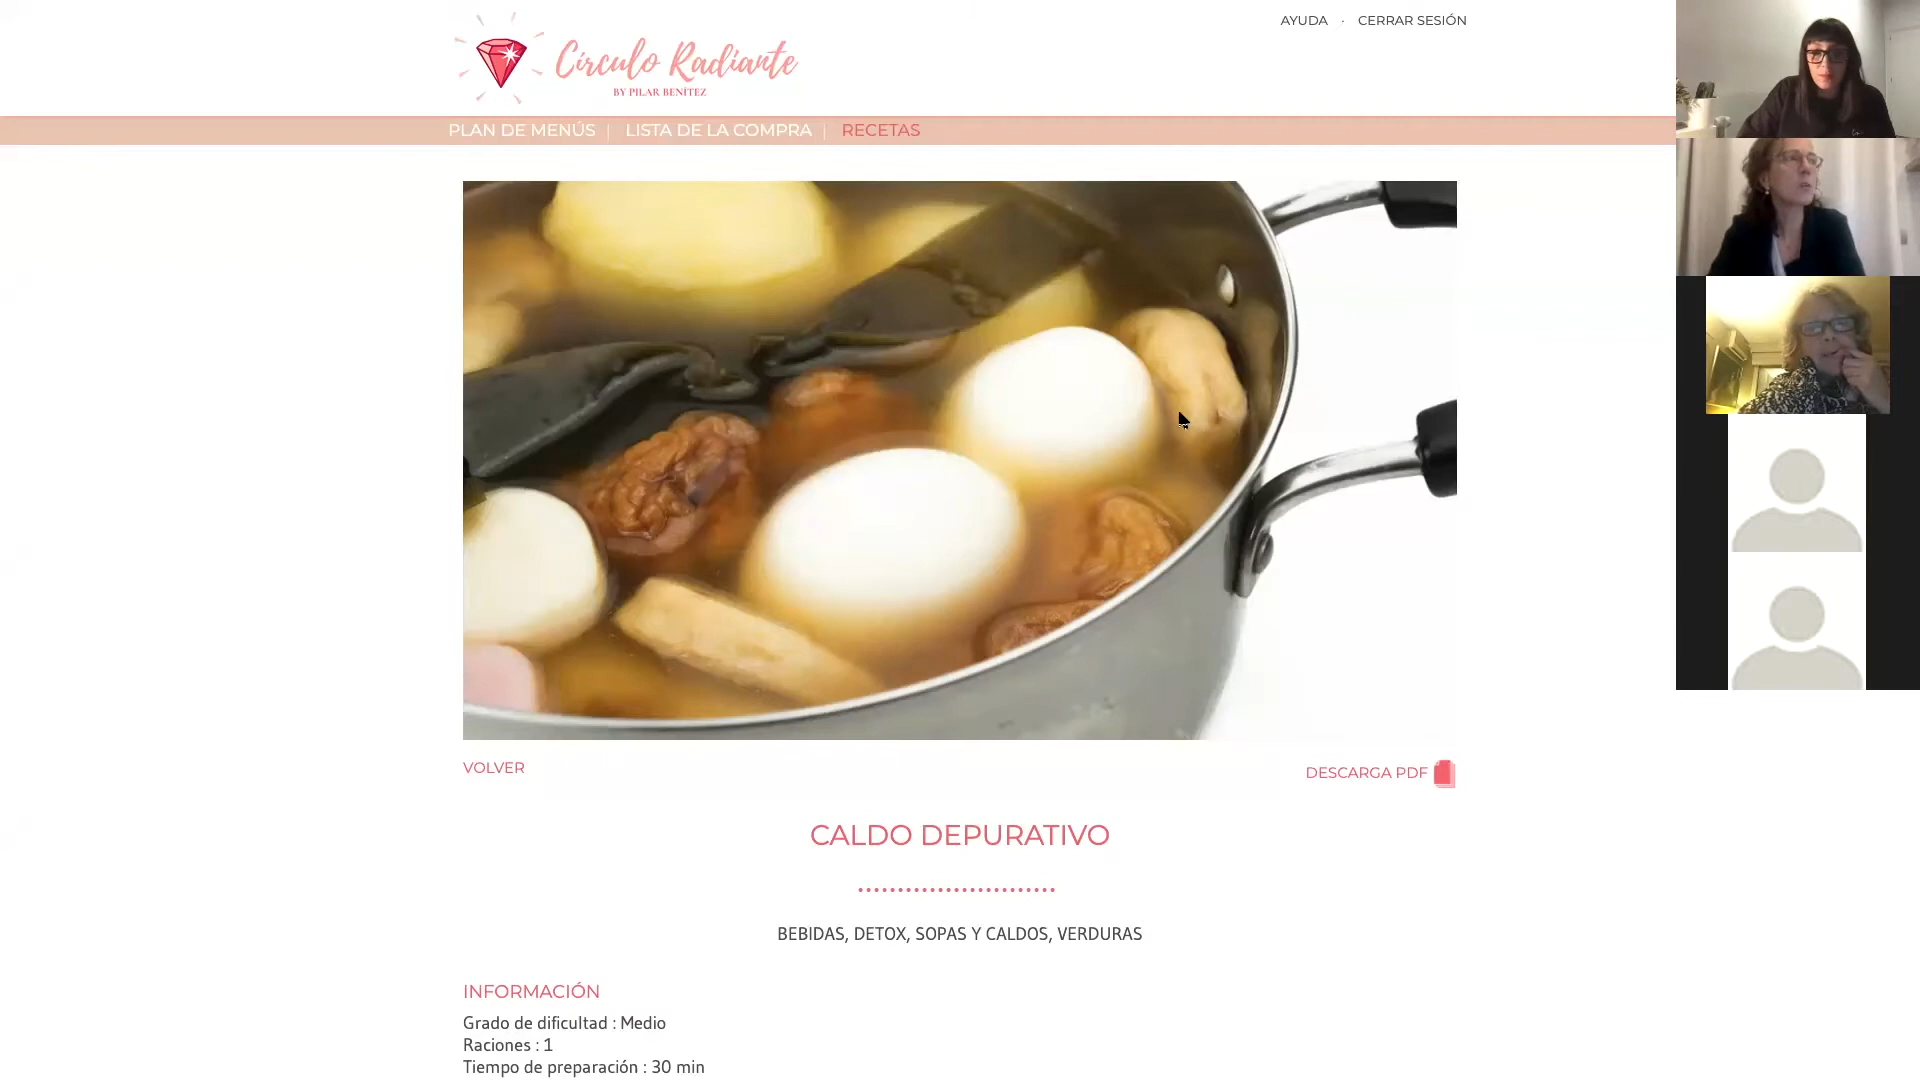 AYUDA · CERRAR SESIÓN
Círculo Radiante
BY PILAR BENÍTEZ
PLAN DE MENÚS | LISTA DE LA COMPRA | RECETAS
VOLVER
DESCARGA PDF
CALDO DEPURATIVO
BEBIDAS, DETOX, SOPAS Y CALDOS, VERDURAS
INFORMACIÓN
Grado de dificultad : Medio
Raciones : 1
Tiempo de preparación : 30 min